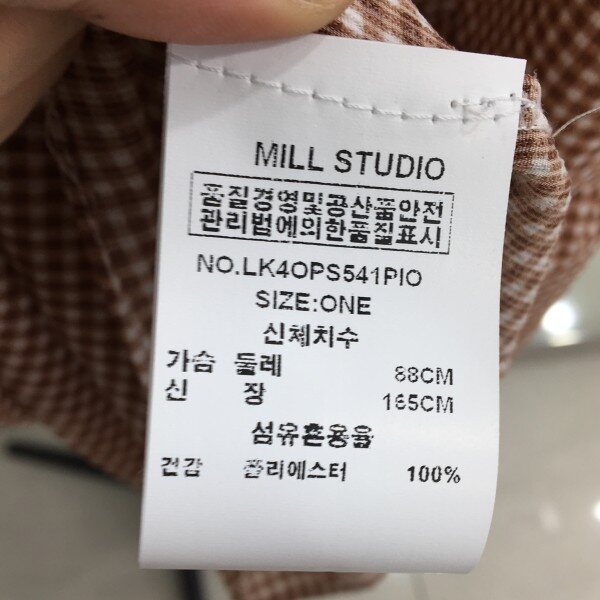 MILL STUDIO
품질경영및공산품안전
관리법에의한품질표시
NO.LK4OPS541PIO
SIZE:ONE
신체치수
가슴 둘레 88CM
신 장 165CM
섬유혼용율
겉감 폴리에스터 100%